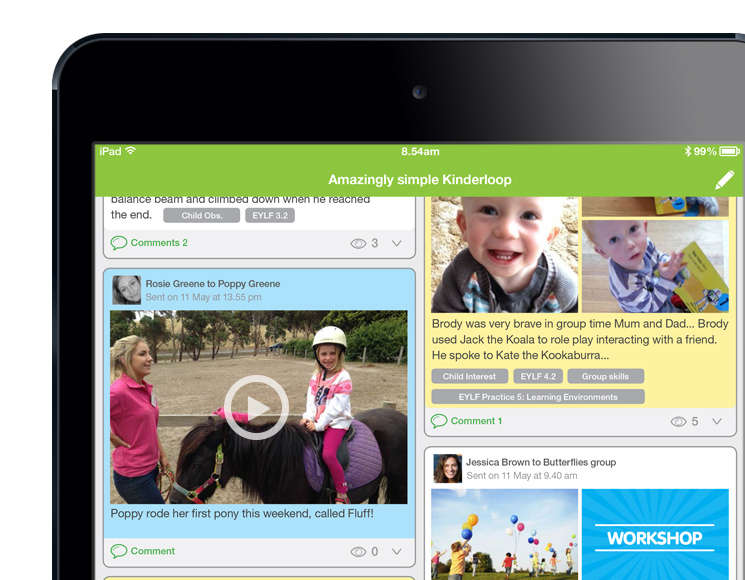 iPad 8.54am 99%
Amazingly simple Kinderloop
balance beam and climbed down when he reached
the end. Child Obs. EYLF 3.2
Comments 2 3
Rosie Greene to Poppy Greene
Sent on 11 May at 13.55 pm
Poppy rode her first pony this weekend, called Fluff!
Comment 0
Brody was very brave in group time Mum and Dad... Brody
used Jack the Koala to role play interacting with a friend.
He spoke to Kate the Kookaburra...
Child Interest EYLF 4.2 Group skills
EYLF Practice 5: Learning Environments
Comment 1 5
Jessica Brown to Butterflies group
Sent on 11 May at 9.40 am
WORKSHOP